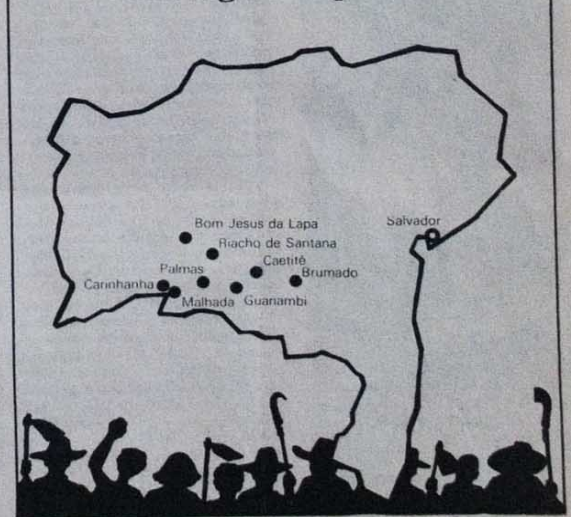 Bom Jesus da Lapa
Salvador
Riacho de Santana
Caetité
Palmas
Brumado
Carinhanha
Malhada
Guanambi